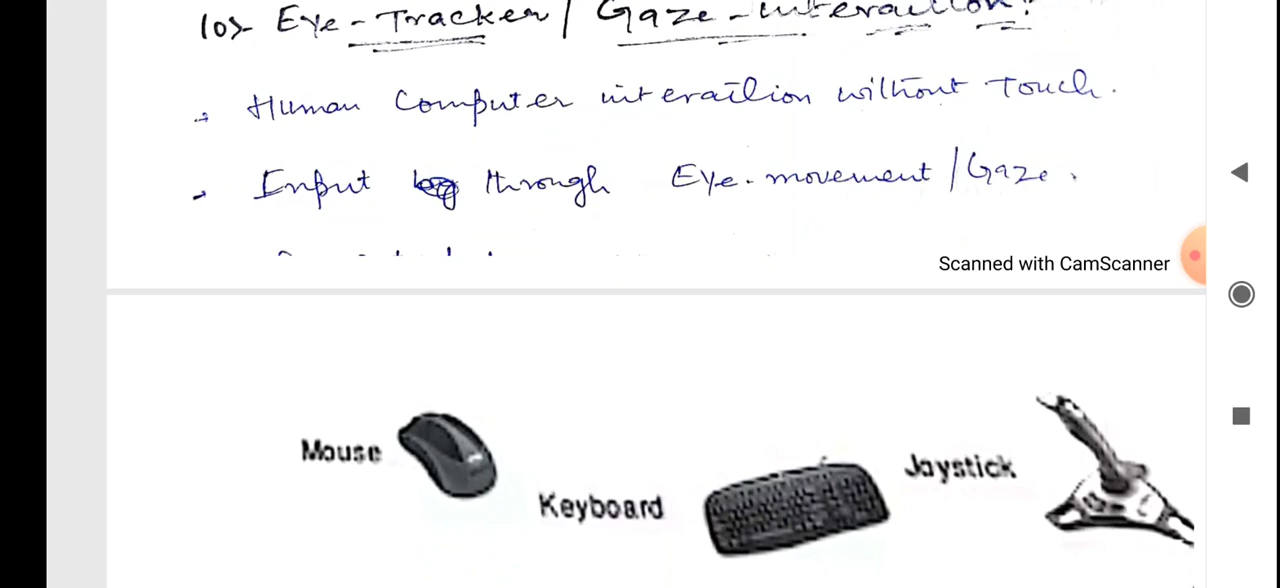 10>- Eye-Tracker / Gaze-interaction:
Human Computer interaction without Touch.
Input through Eye-movement / Gaze.
Scanned with CamScanner
Mouse
Keyboard
Joystick